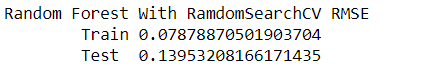 Random Forest With RamdomSearchCV RMSE
Train 0.07878870501903704
Test 0.13953208166171435